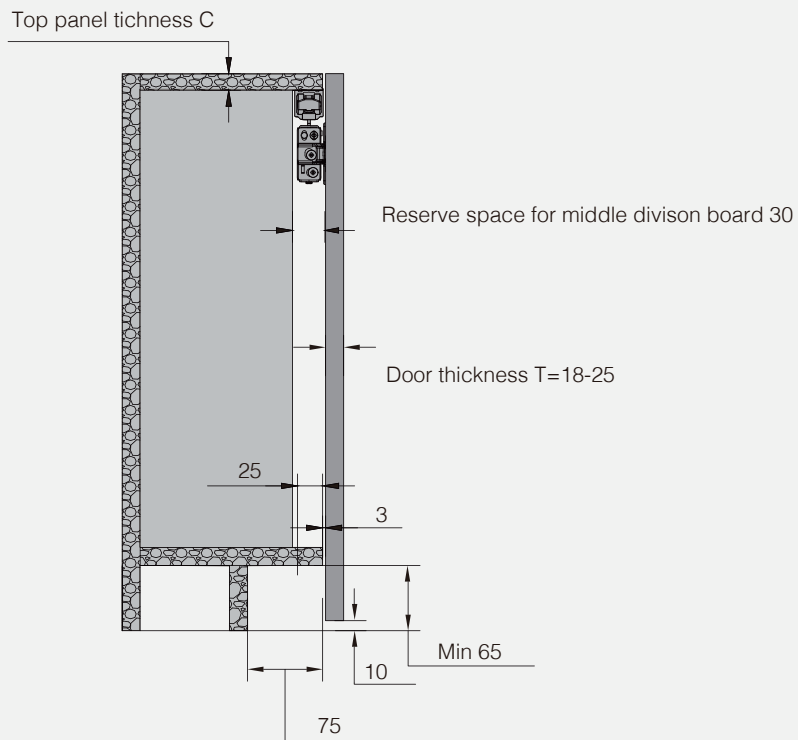 Top panel tichness C
Reserve space for middle divison board 30
Door thickness T=18-25
25
3
Min 65
10
75